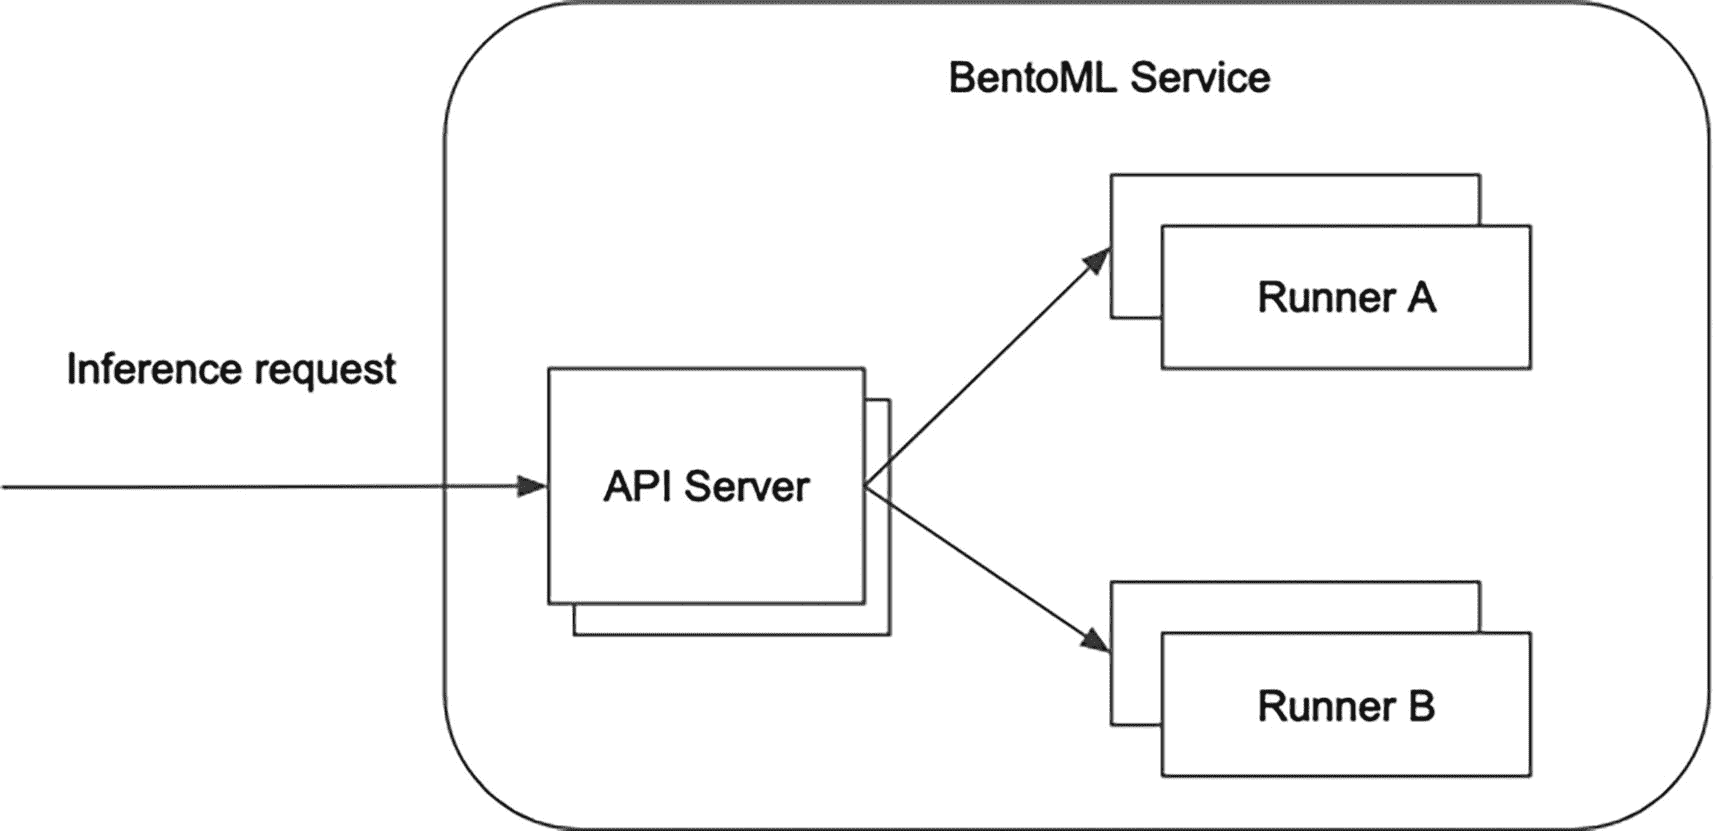 BentoML Service
Runner A
Inference request
API Server
Runner B